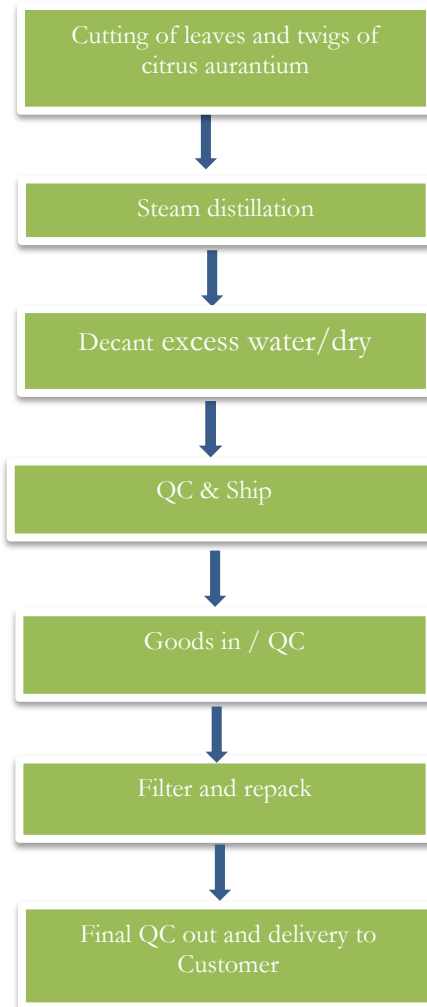 Cutting of leaves and twigs of
citrus aurantium
Steam distillation
Decant excess water/dry
QC & Ship
Goods in / QC
Filter and repack
Final QC out and delivery to
Customer